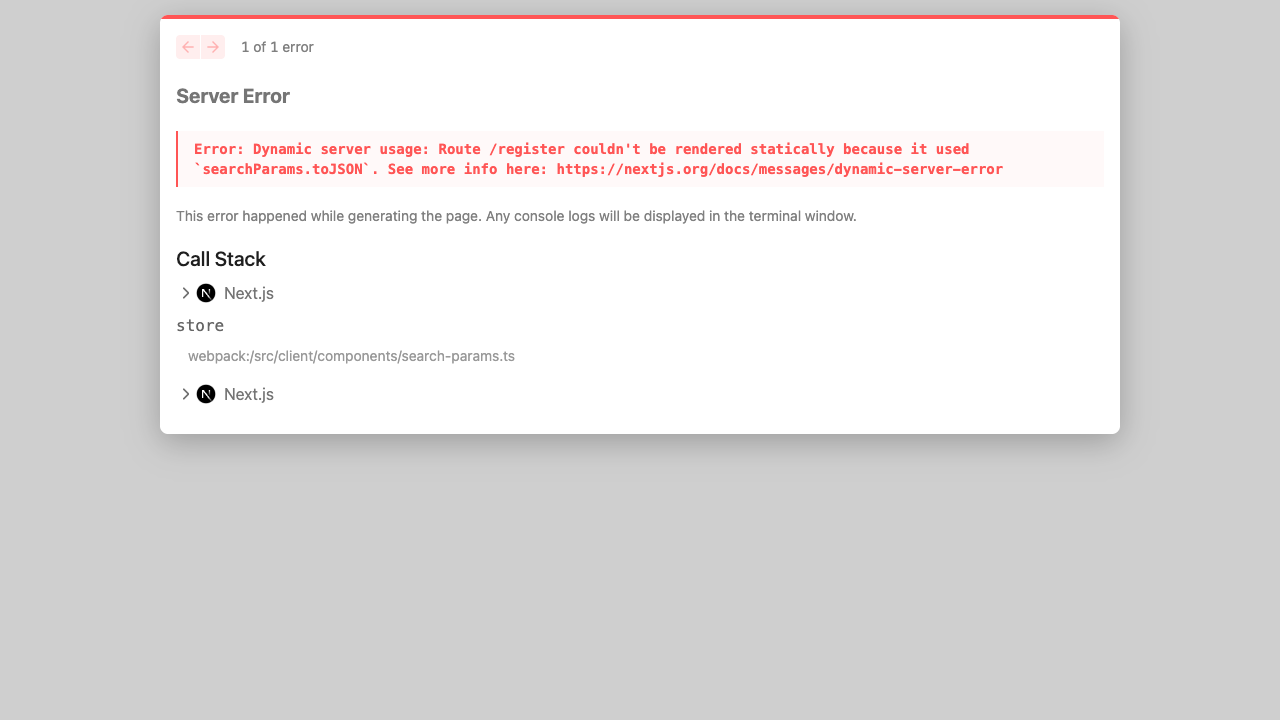 1 of 1 error
Server Error
Error: Dynamic server usage: Route /register couldn't be rendered statically because it used
`searchParams.toJSON`. See more info here: https://nextjs.org/docs/messages/dynamic-server-error
This error happened while generating the page. Any console logs will be displayed in the terminal window.
Call Stack
Next.js
store
webpack:/src/client/components/search-params.ts
Next.js